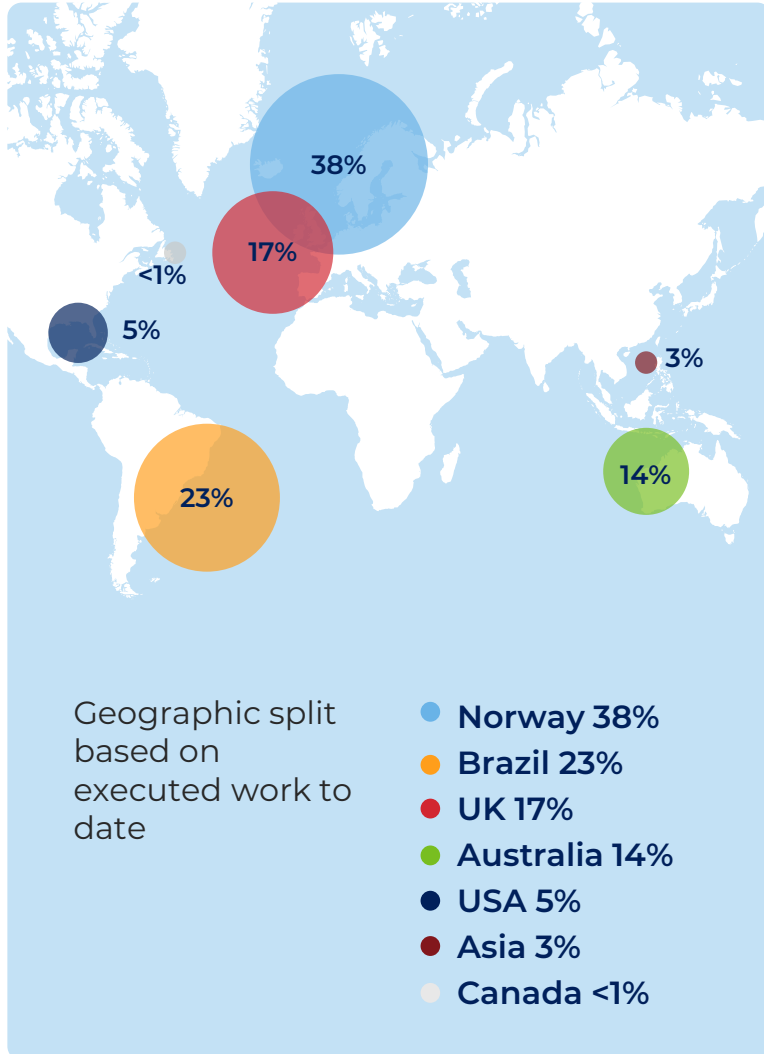 38%
17%
<1%
5%
3%
14%
23%
Geographic split
based on
executed work to
date
Norway 38%
Brazil 23%
UK 17%
Australia 14%
USA 5%
Asia 3%
Canada <1%